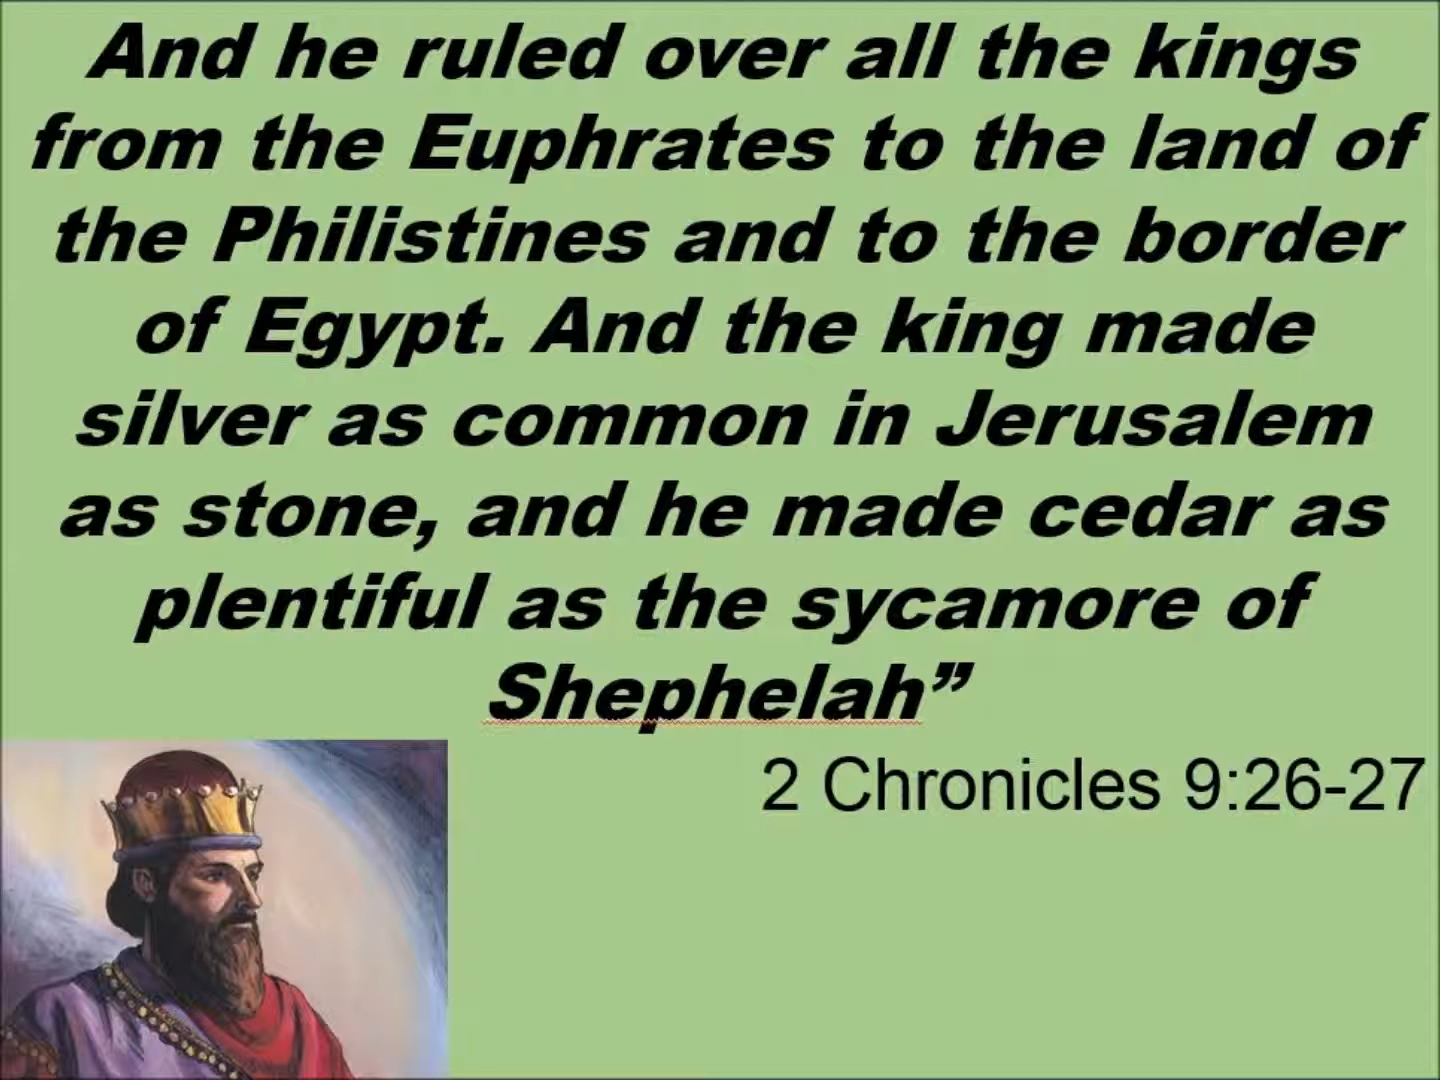 And he ruled over all the kings
from the Euphrates to the land of
the Philistines and to the border
of Egypt. And the king made
silver as common in Jerusalem
as stone, and he made cedar as
plentiful as the sycamore of
Shephelah”
2 Chronicles 9:26-27